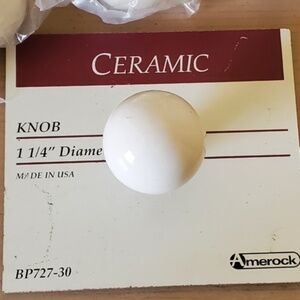 CERAMIC
KNOB
1 1/4" Diame
MADE IN USA
Amerock
BP727-30